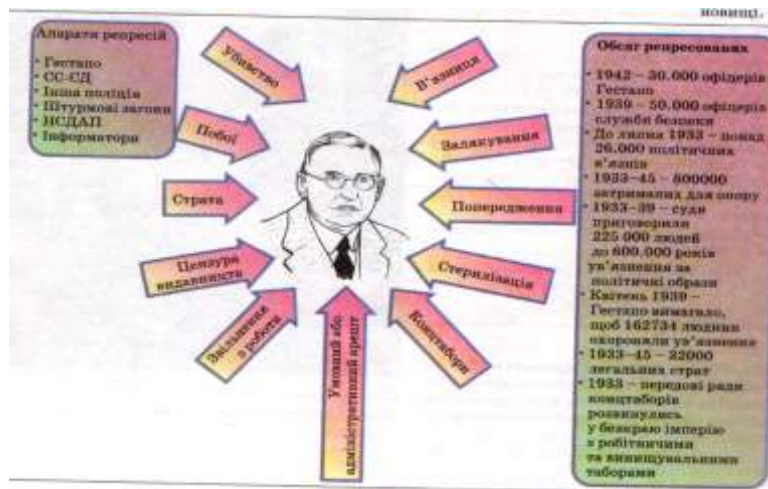 новищі.
Апарати репресій
• Гестапо
• СС-СД
• Інша поліція
• Штурмові загони
• НСДАП
• Інформатори
Убивство
Побої
Страта
Цензура
видавництв
Звільнення
з роботи
Умовний або
адміністративний арешт
Концтабори
Стерилізація
Попередження
Залякування
В'язниця
Обсяг репресованих
• 1942 – 30.000 офіцерів
Гестапо
• 1939 – 50.000 офіцерів
служби безпеки
• До липня 1933 – понад
26.000 політичних
в'язнів
• 1933-45 – 800000
затриманих для опору
• 1933-39 – суди
приговорили
225 000 людей
до 600.000 років
ув'язнення за
політичні образи
• Квітень 1939 –
Гестапо вимагало,
щоб 162734 людини
охороняли ув'язнення
• 1933-45 – 32000
легальних страт
• 1933 – передові ради
концтаборів
розвинулись
у безкраю імперію
з робітничими
та винищувальними
таборами